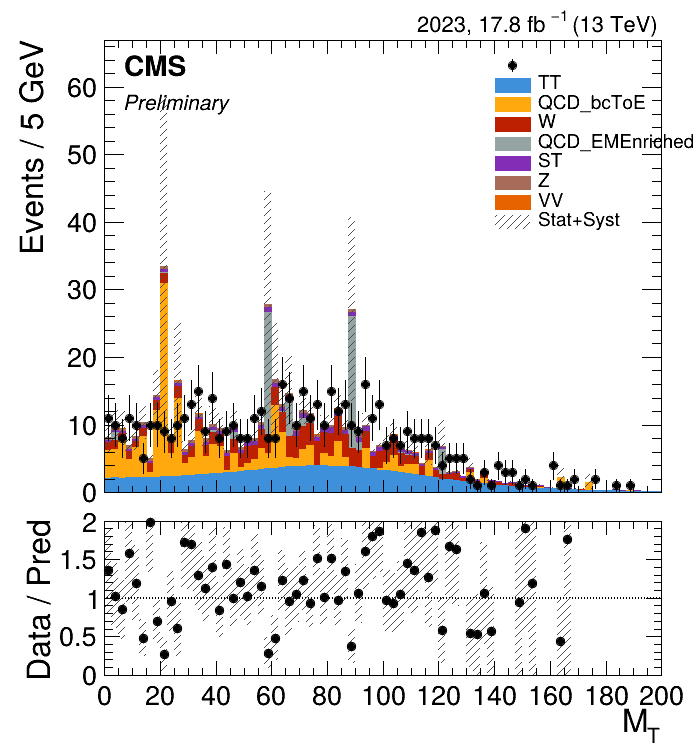 2023, 17.8 fb⁻¹ (13 TeV)
CMS
Preliminary
TT
QCD_bcToE
W
QCD_EMEnriched
ST
Z
VV
Stat+Syst
Events / 5 GeV
60
50
40
30
20
10
0
Data / Pred
2
1.5
1
0.5
0
0 20 40 60 80 100 120 140 160 180 200
M_T